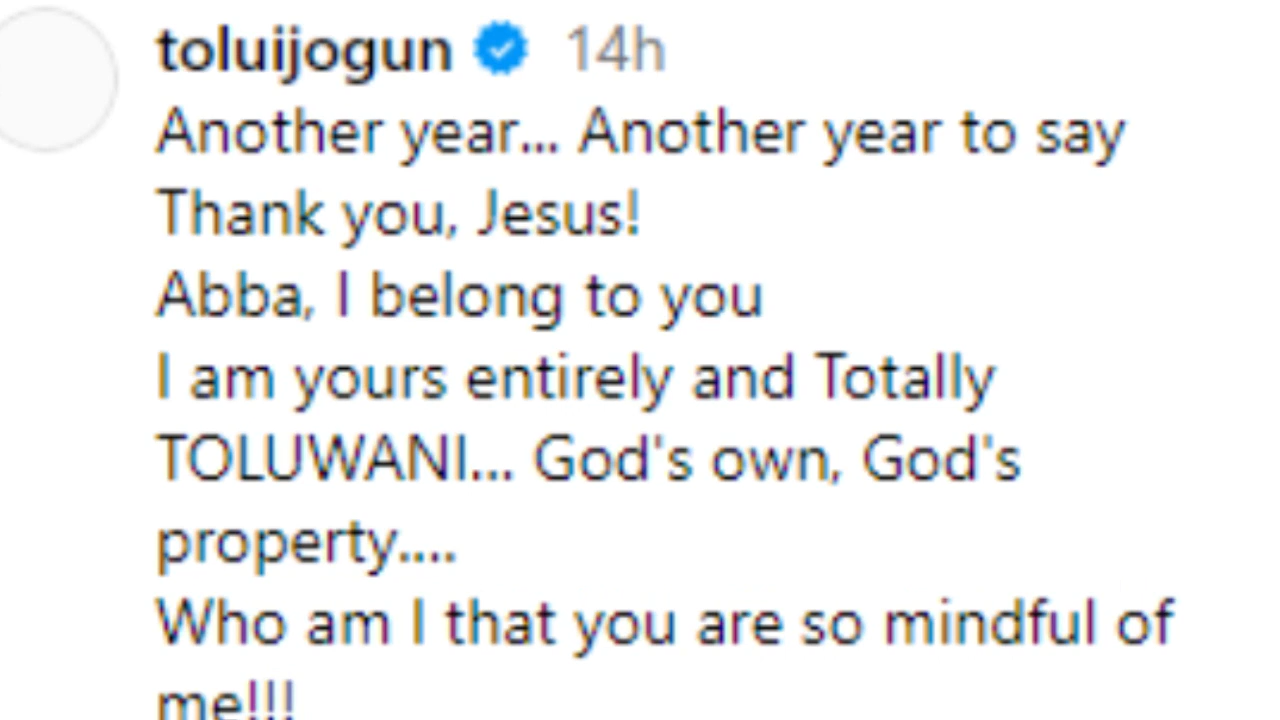 toluijogun 14h
Another year... Another year to say
Thank you, Jesus!
Abba, I belong to you
I am yours entirely and Totally
TOLUWANI... God's own, God's
property....
Who am I that you are so mindful of
me!!!